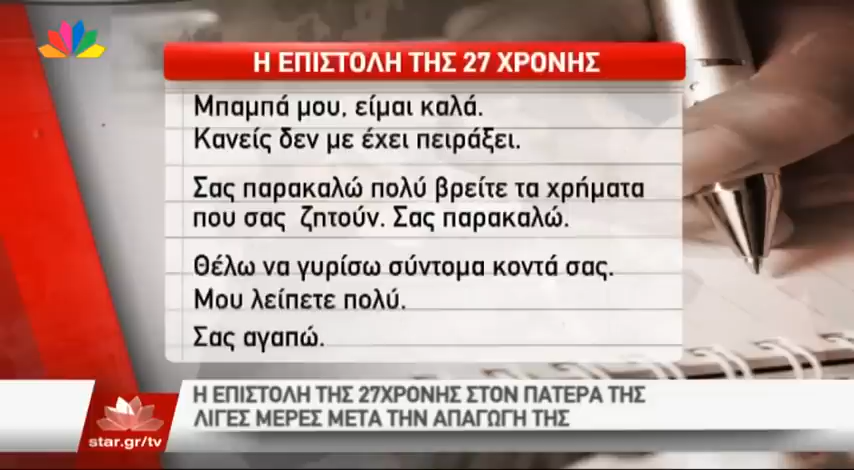 Η ΕΠΙΣΤΟΛΗ ΤΗΣ 27 ΧΡΟΝΗΣ
Μπαμπά μου, είμαι καλά.
Κανείς δεν με έχει πειράξει.
Σας παρακαλώ πολύ βρείτε τα χρήματα
που σας ζητούν. Σας παρακαλώ.
Θέλω να γυρίσω σύντομα κοντά σας.
Μου λείπετε πολύ.
Σας αγαπώ.
Η ΕΠΙΣΤΟΛΗ ΤΗΣ 27ΧΡΟΝΗΣ ΣΤΟΝ ΠΑΤΕΡΑ ΤΗΣ
ΛΙΓΕΣ ΜΕΡΕΣ ΜΕΤΑ ΤΗΝ ΑΠΑΓΩΓΗ ΤΗΣ
star.gr/tv